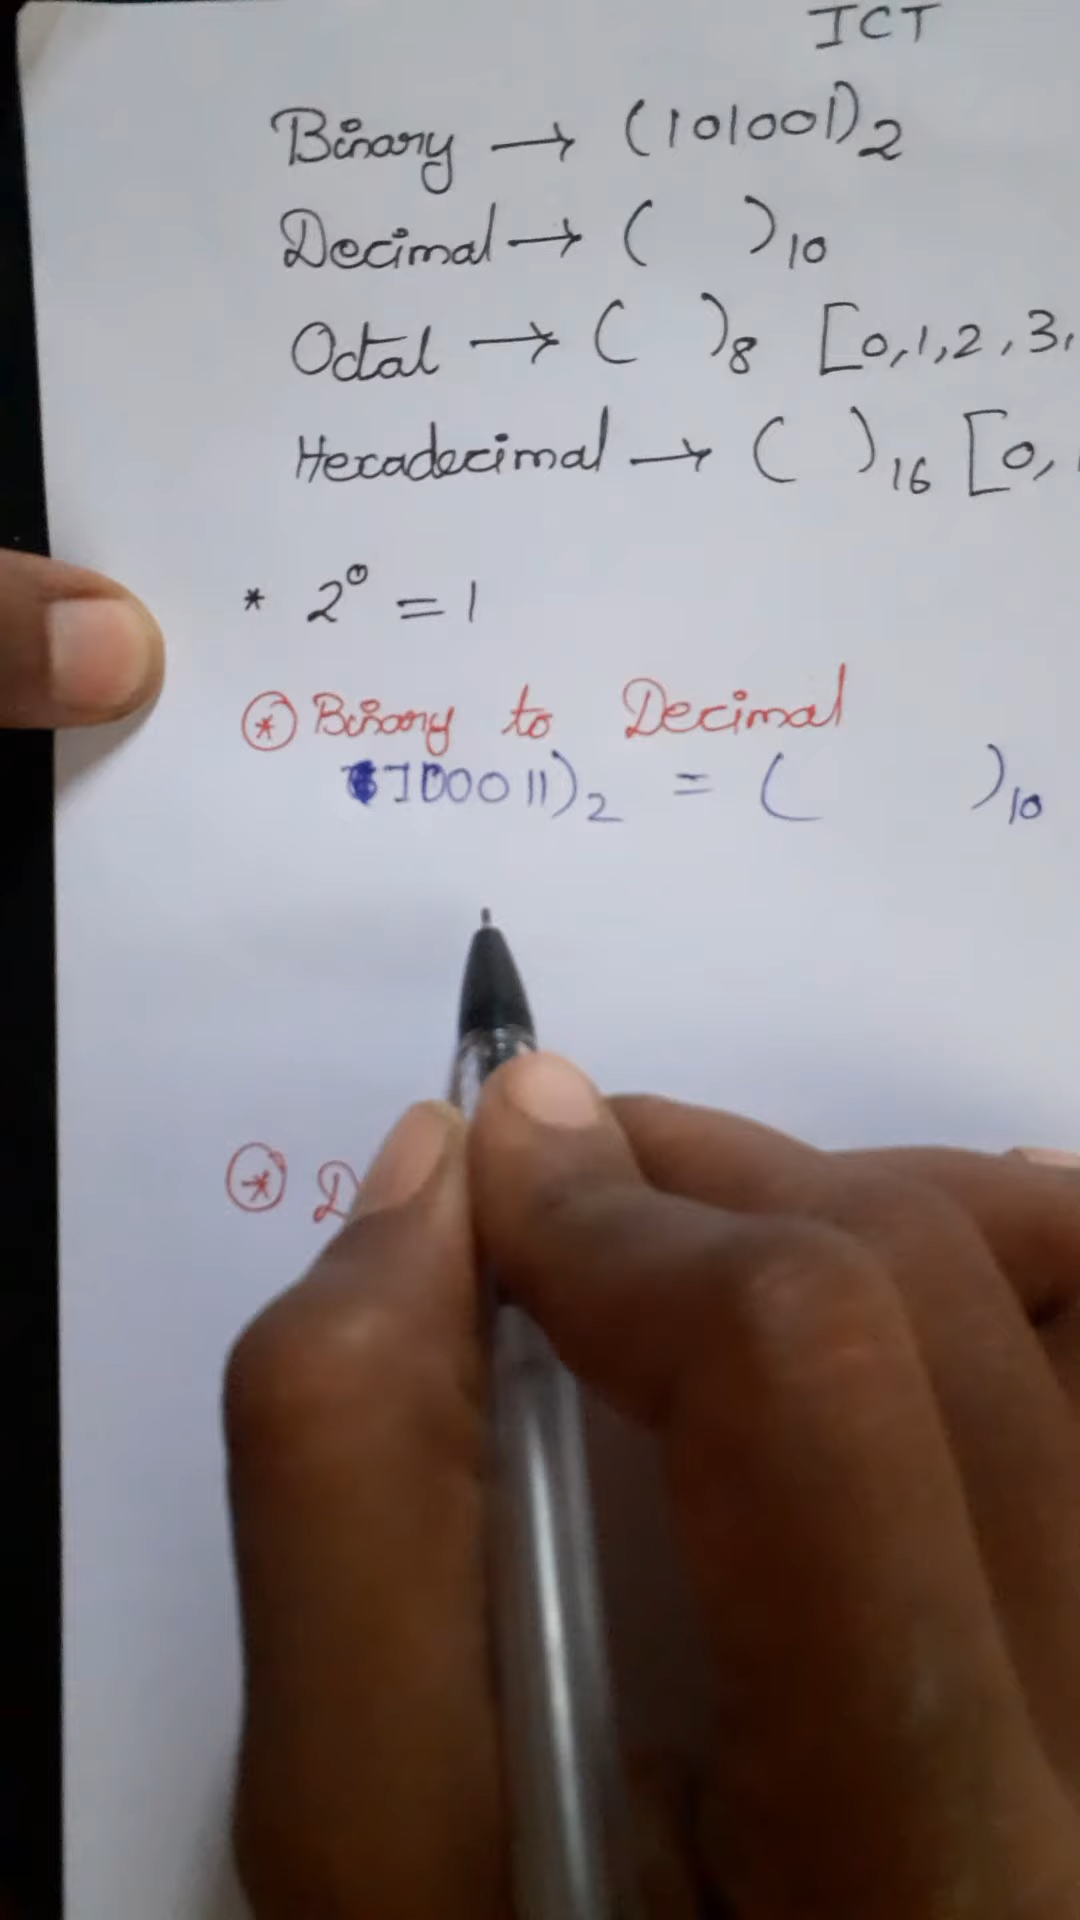 ICT
Binary → (101001)2
Decimal → ( )10
Octal → ( )8 [0,1,2,3,
Hexadecimal → ( )16 [0,
* 2⁰ = 1
* Binary to Decimal
100011)2 = ( )10
* D